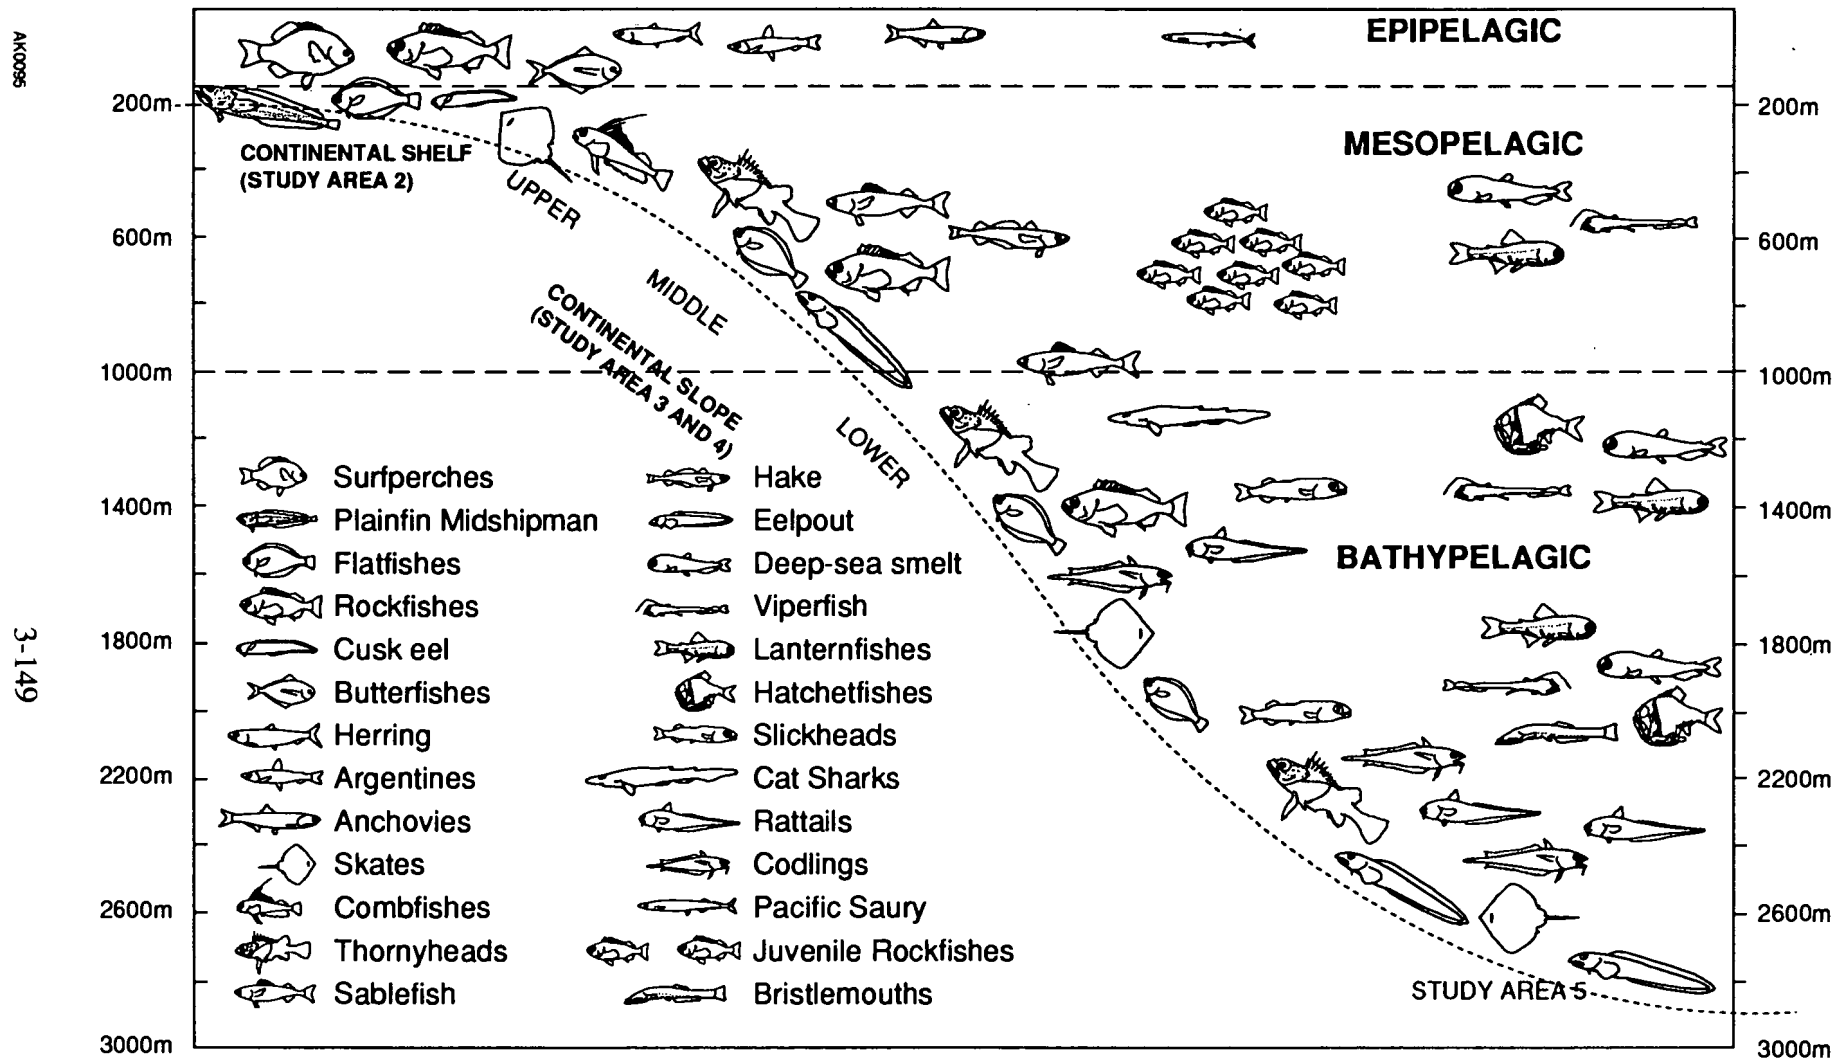 AK0095
3-149
EPIPELAGIC
200m
200m
MESOPELAGIC
CONTINENTAL SHELF
(STUDY AREA 2)
UPPER
600m
600m
MIDDLE
CONTINENTAL SLOPE
(STUDY AREA 3 AND 4)
1000m
1000m
LOWER
1400m
1400m
BATHYPELAGIC
1800m
1800m
2200m
2200m
2600m
2600m
STUDY AREA 5
3000m
3000m
Surfperches
Plainfin Midshipman
Flatfishes
Rockfishes
Cusk eel
Butterfishes
Herring
Argentines
Anchovies
Skates
Combfishes
Thornyheads
Sablefish
Hake
Eelpout
Deep-sea smelt
Viperfish
Lanternfishes
Hatchetfishes
Slickheads
Cat Sharks
Rattails
Codlings
Pacific Saury
Juvenile Rockfishes
Bristlemouths